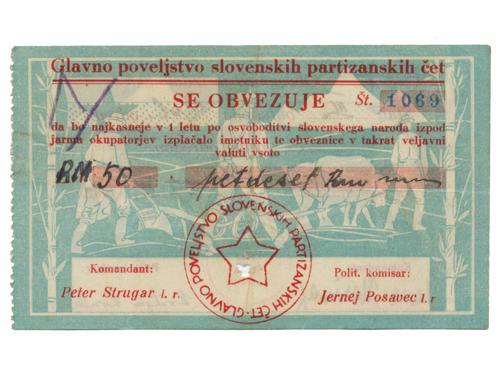 Glavno poveljstvo slovenskih partizanskih čet
SE OBVEZUJE Št. 1069
da bo najkasneje v 1 letu po osvoboditvi slovenskega naroda izpod
jarma okupatorjev izplačalo imetniku te obveznice v takrat veljavni
valuti vsoto
RM 50 petdeset
GLAVNO POVELJSTVO SLOVENSKIH PARTIZANSKIH ČET
Komandant: Polit. komisar:
Peter Strugar l. r. Jernej Posavec l. r